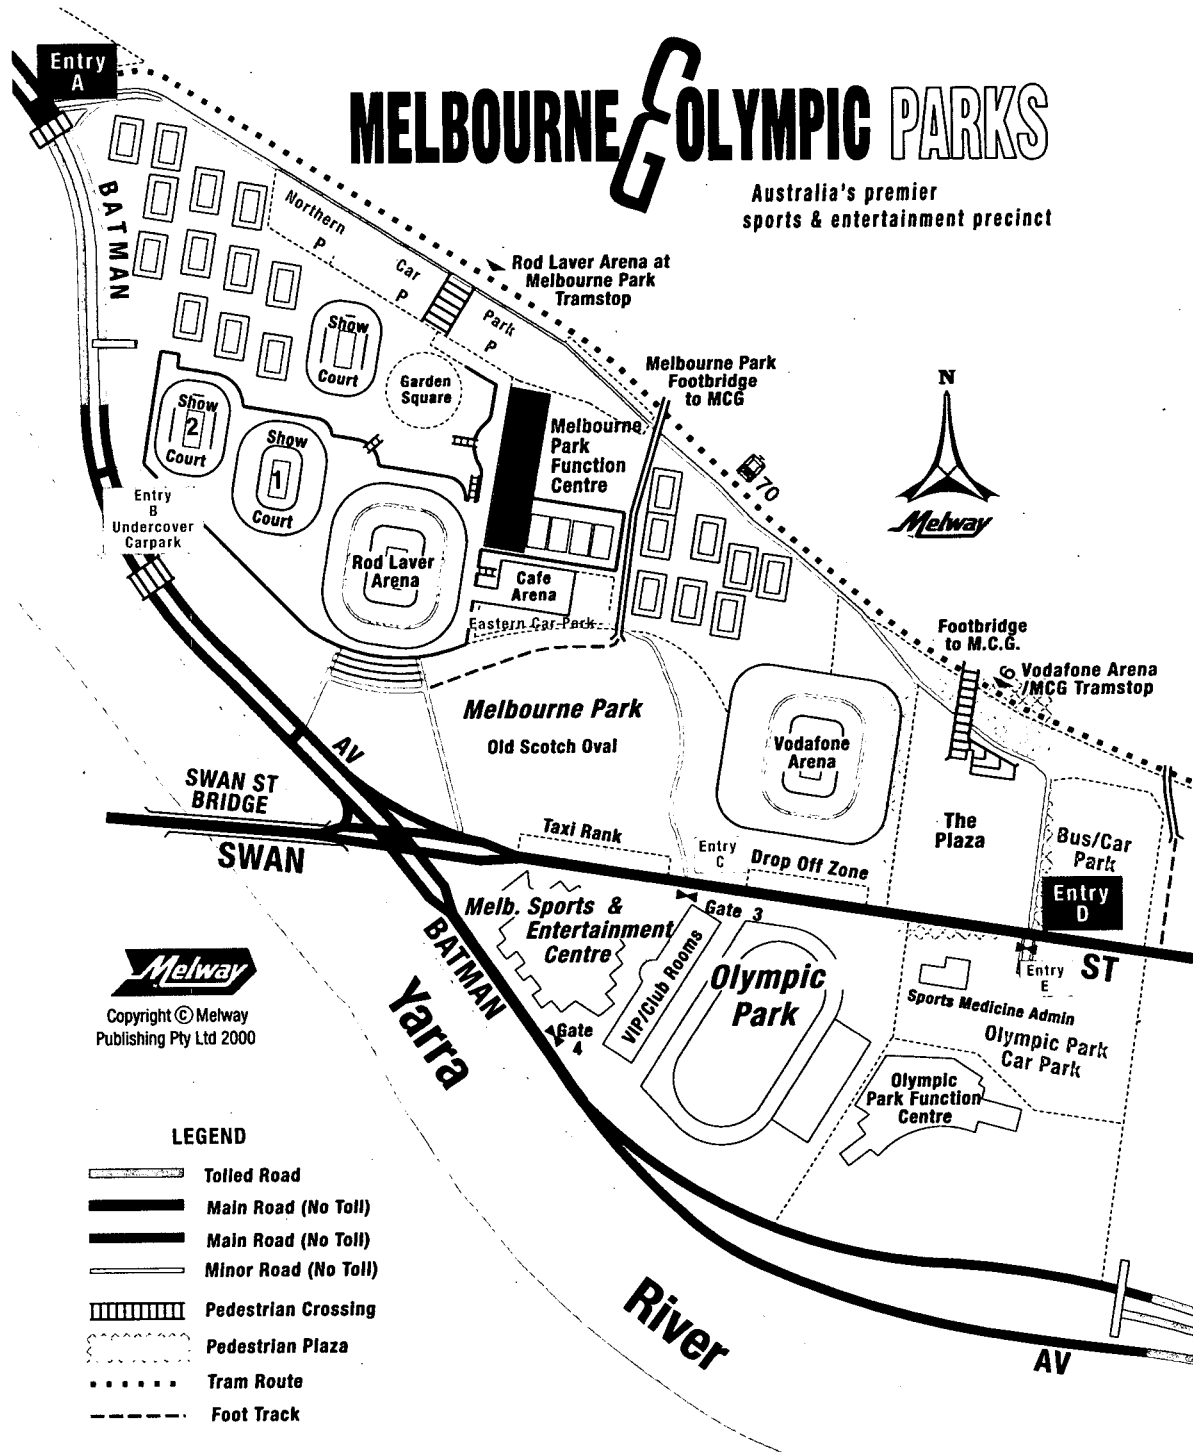 Entry
A
MELBOURNE & OLYMPIC PARKS
Australia's premier
sports & entertainment precinct
BATMAN
Northern
P
Car
P
Park
P
Rod Laver Arena at
Melbourne Park
Tramstop
Show
Court
Garden
Square
Melbourne Park
Footbridge
to MCG
N
Melway
Show
2
Court
Show
1
Court
Melbourne
Park
Function
Centre
70
Entry
B
Undercover
Carpark
Rod Laver
Arena
Cafe
Arena
Eastern Car Park
Footbridge
to M.C.G.
Vodafone Arena
/MCG Tramstop
Melbourne Park
Old Scotch Oval
Vodafone
Arena
AV
SWAN ST
BRIDGE
SWAN
Taxi Rank
Entry
C
Drop Off Zone
The
Plaza
Bus/Car
Park
Entry
D
Gate 3
Melb. Sports &
Entertainment
Centre
BATMAN
VIP/Club Rooms
Olympic
Park
ST
Entry
E
Sports Medicine Admin
Olympic Park
Car Park
Melway
Copyright © Melway
Publishing Pty Ltd 2000
Yarra
Gate
4
Olympic
Park Function
Centre
LEGEND
Tolled Road
Main Road (No Toll)
Main Road (No Toll)
Minor Road (No Toll)
Pedestrian Crossing
Pedestrian Plaza
Tram Route
Foot Track
River
AV